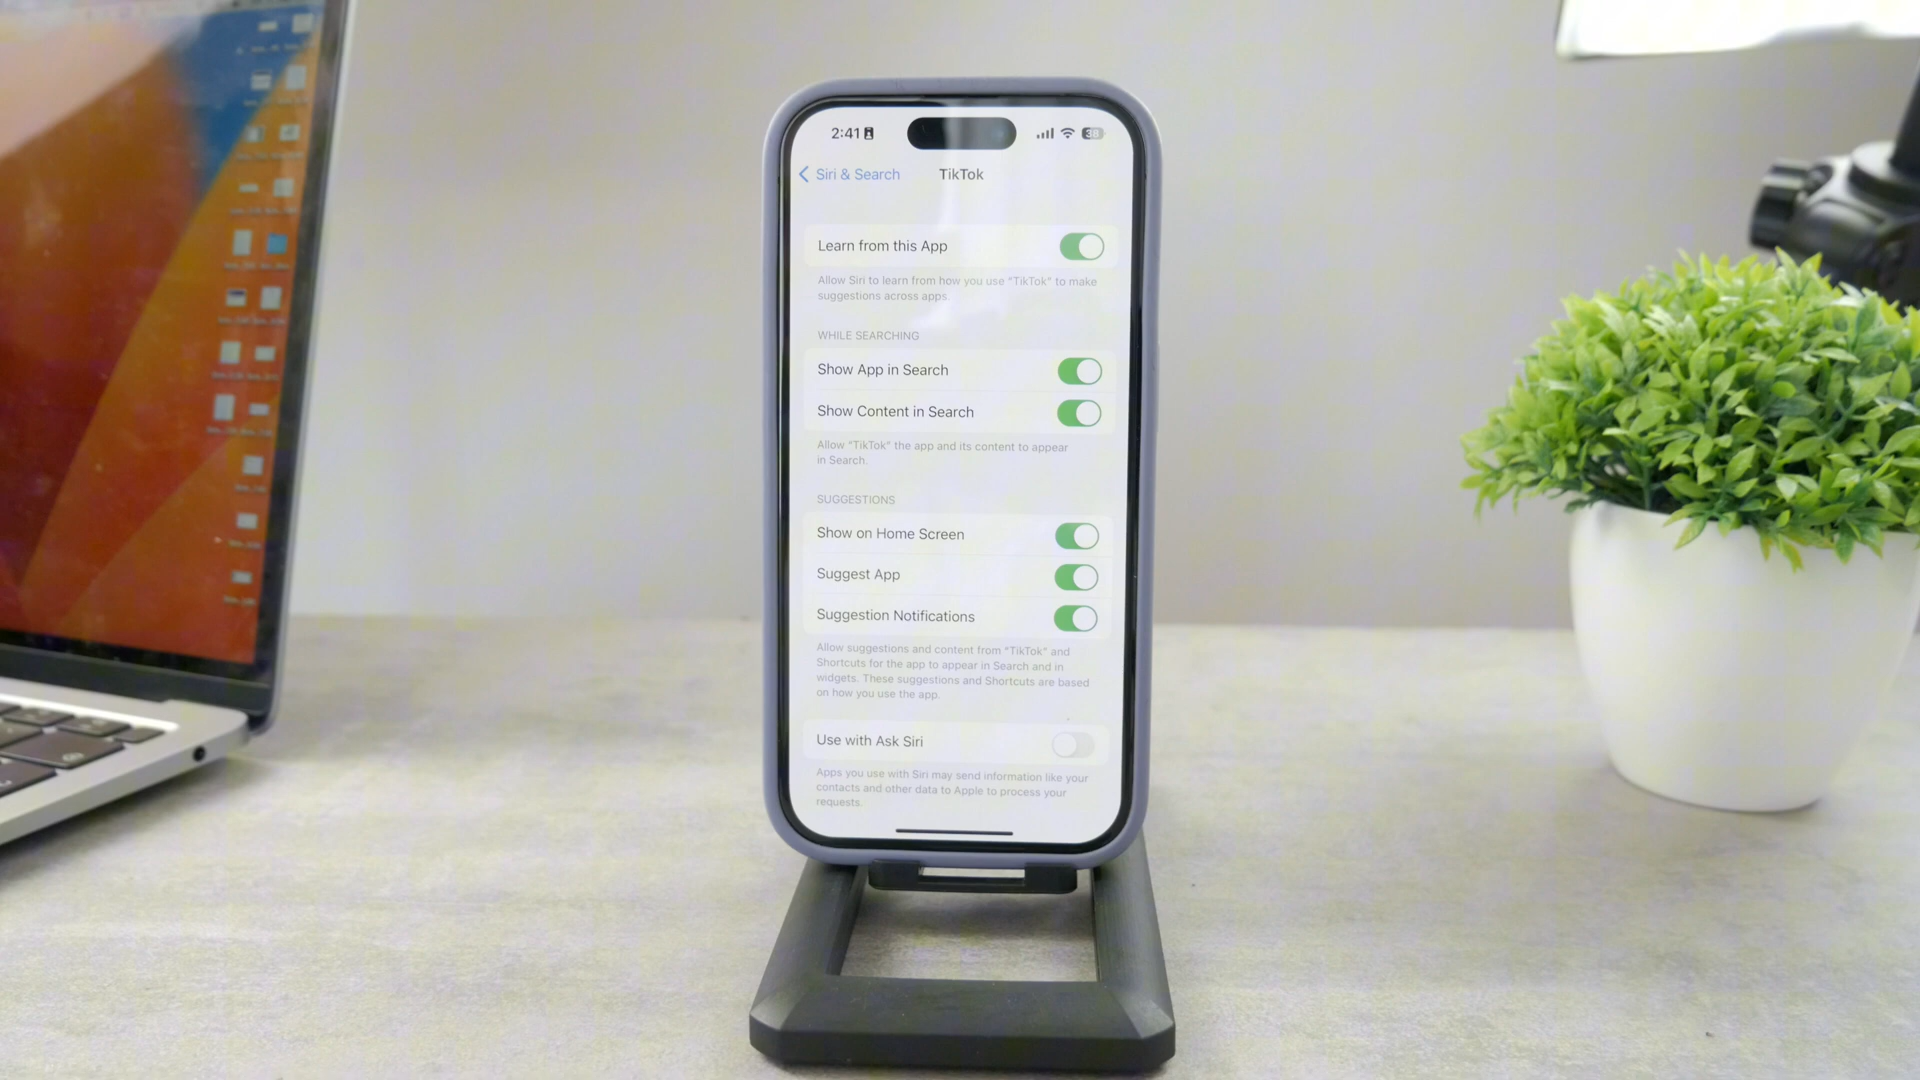 2:41
38
Siri & Search
TikTok
Learn from this App
Allow Siri to learn from how you use "TikTok" to make
suggestions across apps.
WHILE SEARCHING
Show App in Search
Show Content in Search
Allow "TikTok" the app and its content to appear
in Search.
SUGGESTIONS
Show on Home Screen
Suggest App
Suggestion Notifications
Allow suggestions and content from "TikTok" and
Shortcuts for the app to appear in Search and in
widgets. These suggestions and Shortcuts are based
on how you use the app.
Use with Ask Siri
Apps you use with Siri may send information like your
contacts and other data to Apple to process your
requests.